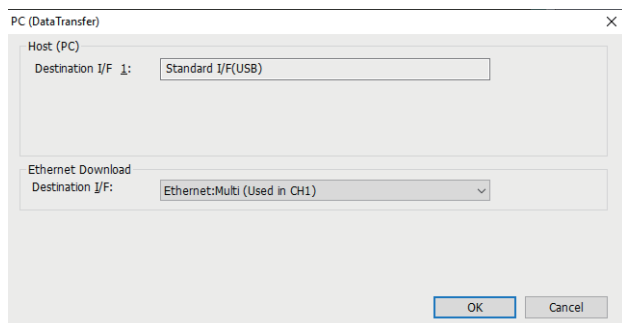 PC (DataTransfer)
Host (PC)
Destination I/F 1: Standard I/F(USB)
Ethernet Download
Destination I/F: Ethernet:Multi (Used in CH1)
OK Cancel